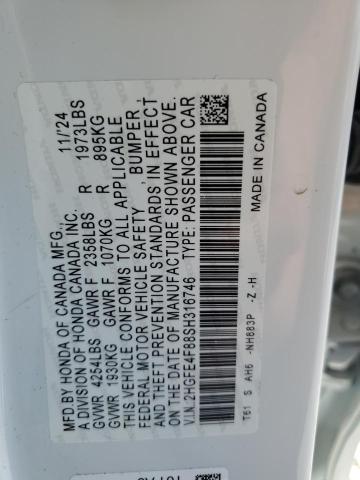 MFD.BY HONDA OF CANADA MFG., 11/'24
A DIVISION OF HONDA CANADA INC.
GVWR 4254LBS GAWR F 2358LBS R 1973LBS
GVWR 1930KG GAWR F 1070KG R 895KG
THIS VEHICLE CONFORMS TO ALL APPLICABLE
FEDERAL MOTOR VEHICLE SAFETY, BUMPER,
AND THEFT PREVENTION STANDARDS IN EFFECT
ON THE DATE OF MANUFACTURE SHOWN ABOVE.
V.I.N. 2HGFE4F88SH316746 TYPE: PASSENGER CAR
T61 S AH6 -NH883P -Z -H
MADE IN CANADA